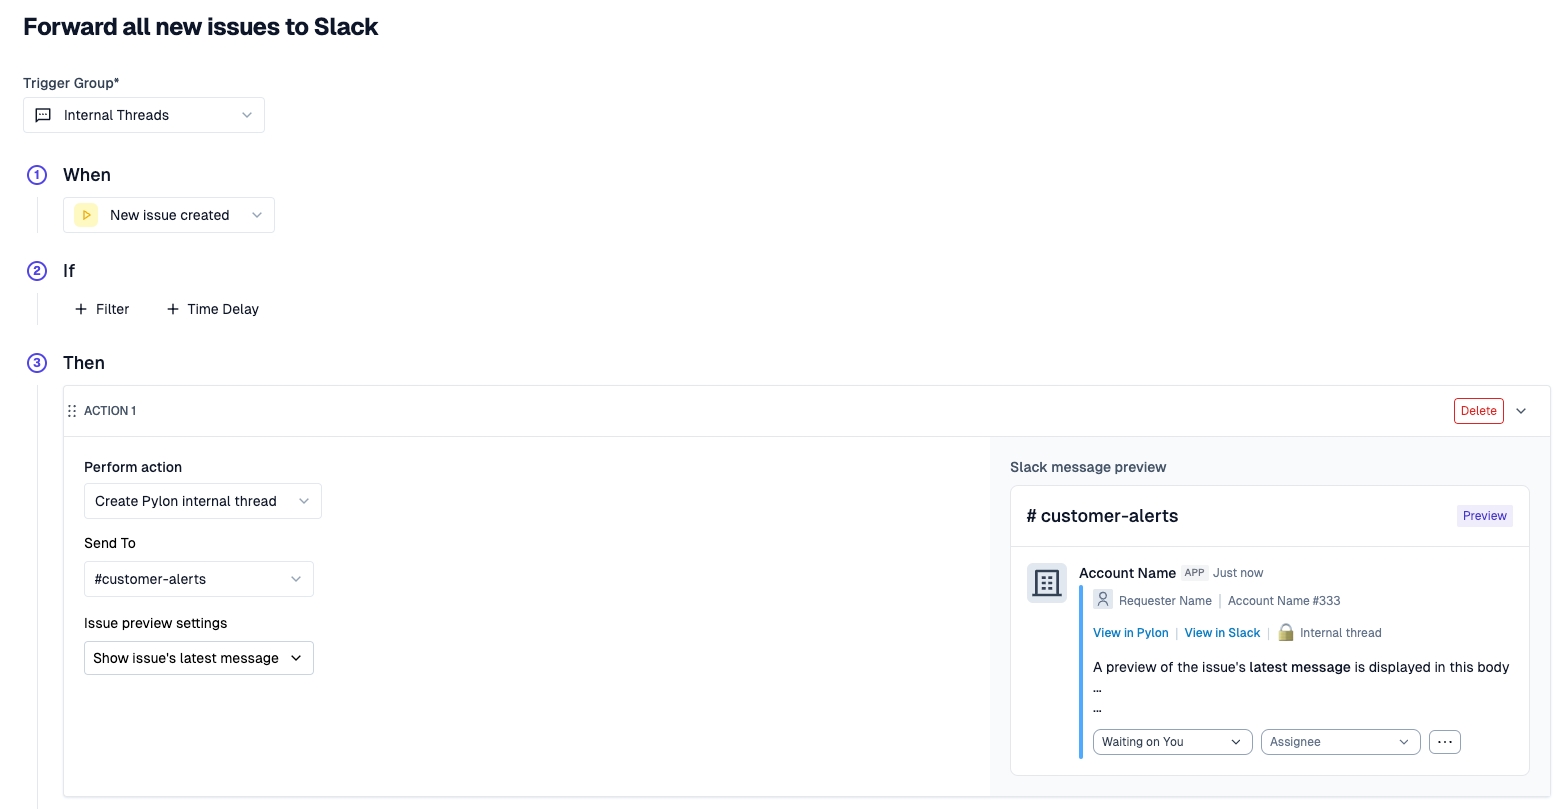 Forward all new issues to Slack
Trigger Group*
Internal Threads
1 When
New issue created
2 If
Filter Time Delay
3 Then
ACTION 1 Delete
Perform action
Create Pylon internal thread
Send To
#customer-alerts
Issue preview settings
Show issue's latest message
Slack message preview
# customer-alerts Preview
Account Name APP Just now
Requester Name | Account Name #333
View in Pylon | View in Slack | Internal thread
A preview of the issue's latest message is displayed in this body
...
...
Waiting on You Assignee